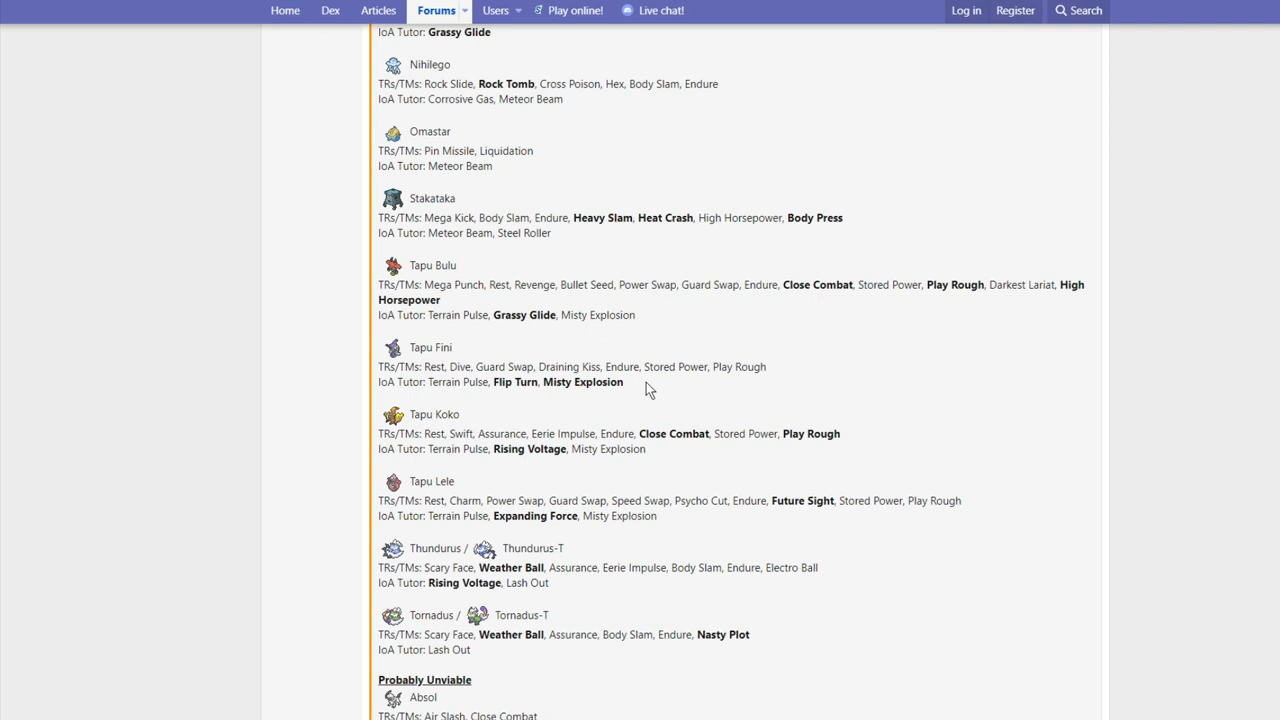 Home Dex Articles Forums Users Play online! Live chat! Log in Register Search
IoA Tutor: Grassy Glide
Nihilego
TRs/TMs: Rock Slide, Rock Tomb, Cross Poison, Hex, Body Slam, Endure
IoA Tutor: Corrosive Gas, Meteor Beam
Omastar
TRs/TMs: Pin Missile, Liquidation
IoA Tutor: Meteor Beam
Stakataka
TRs/TMs: Mega Kick, Body Slam, Endure, Heavy Slam, Heat Crash, High Horsepower, Body Press
IoA Tutor: Meteor Beam, Steel Roller
Tapu Bulu
TRs/TMs: Mega Punch, Rest, Revenge, Bullet Seed, Power Swap, Guard Swap, Endure, Close Combat, Stored Power, Play Rough, Darkest Lariat, High
Horsepower
IoA Tutor: Terrain Pulse, Grassy Glide, Misty Explosion
Tapu Fini
TRs/TMs: Rest, Dive, Guard Swap, Draining Kiss, Endure, Stored Power, Play Rough
IoA Tutor: Terrain Pulse, Flip Turn, Misty Explosion
Tapu Koko
TRs/TMs: Rest, Swift, Assurance, Eerie Impulse, Endure, Close Combat, Stored Power, Play Rough
IoA Tutor: Terrain Pulse, Rising Voltage, Misty Explosion
Tapu Lele
TRs/TMs: Rest, Charm, Power Swap, Guard Swap, Speed Swap, Psycho Cut, Endure, Future Sight, Stored Power, Play Rough
IoA Tutor: Terrain Pulse, Expanding Force, Misty Explosion
Thundurus / Thundurus-T
TRs/TMs: Scary Face, Weather Ball, Assurance, Eerie Impulse, Body Slam, Endure, Electro Ball
IoA Tutor: Rising Voltage, Lash Out
Tornadus / Tornadus-T
TRs/TMs: Scary Face, Weather Ball, Assurance, Body Slam, Endure, Nasty Plot
IoA Tutor: Lash Out
Probably Unviable
Absol
TRs/TMs: Air Slash, Close Combat